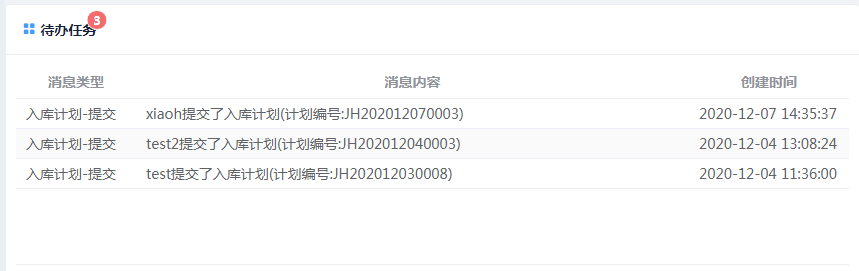 待办任务 3
消息类型 消息内容 创建时间
入库计划-提交 xiaoh提交了入库计划(计划编号:JH202012070003) 2020-12-07 14:35:37
入库计划-提交 test2提交了入库计划(计划编号:JH202012040003) 2020-12-04 13:08:24
入库计划-提交 test提交了入库计划(计划编号:JH202012030008) 2020-12-04 11:36:00